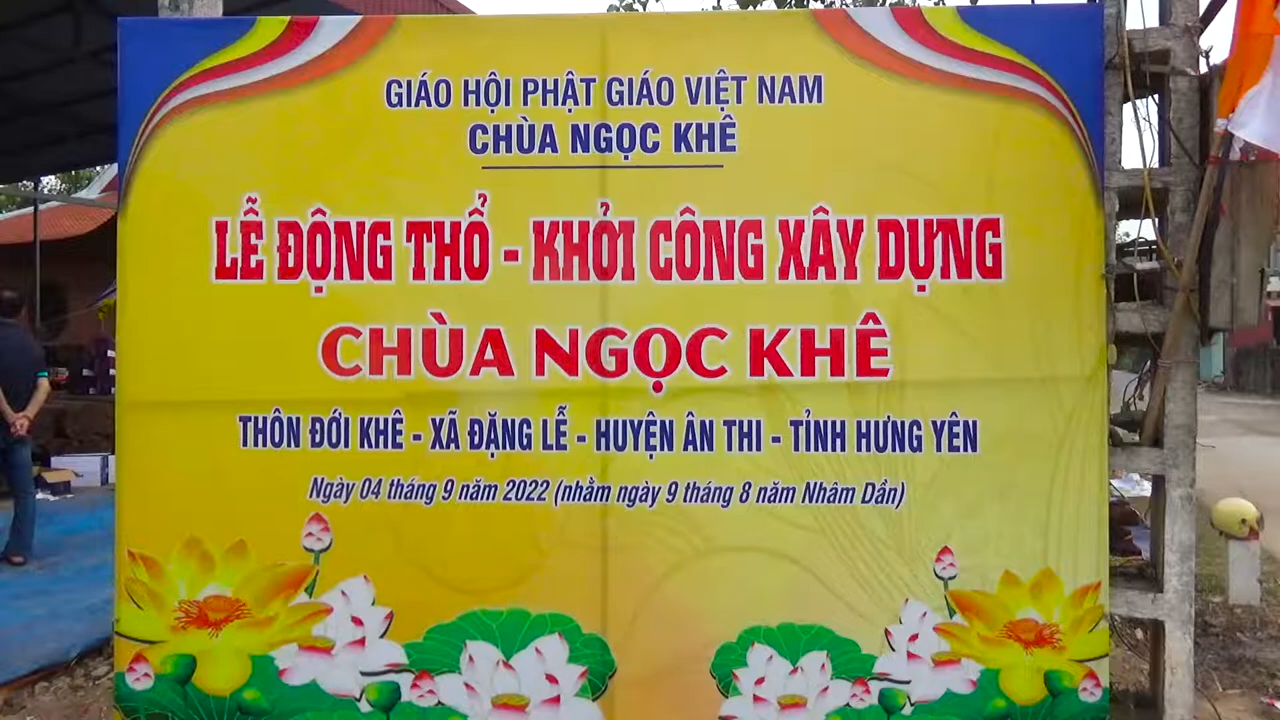 GIÁO HỘI PHẬT GIÁO VIỆT NAM
CHÙA NGỌC KHÊ
LỄ ĐỘNG THỔ - KHỞI CÔNG XÂY DỰNG
CHÙA NGỌC KHÊ
THÔN ĐỚI KHÊ - XÃ ĐẶNG LỄ - HUYỆN ÂN THI - TỈNH HƯNG YÊN
Ngày 04 tháng 9 năm 2022 (nhằm ngày 9 tháng 8 năm Nhâm Dần)